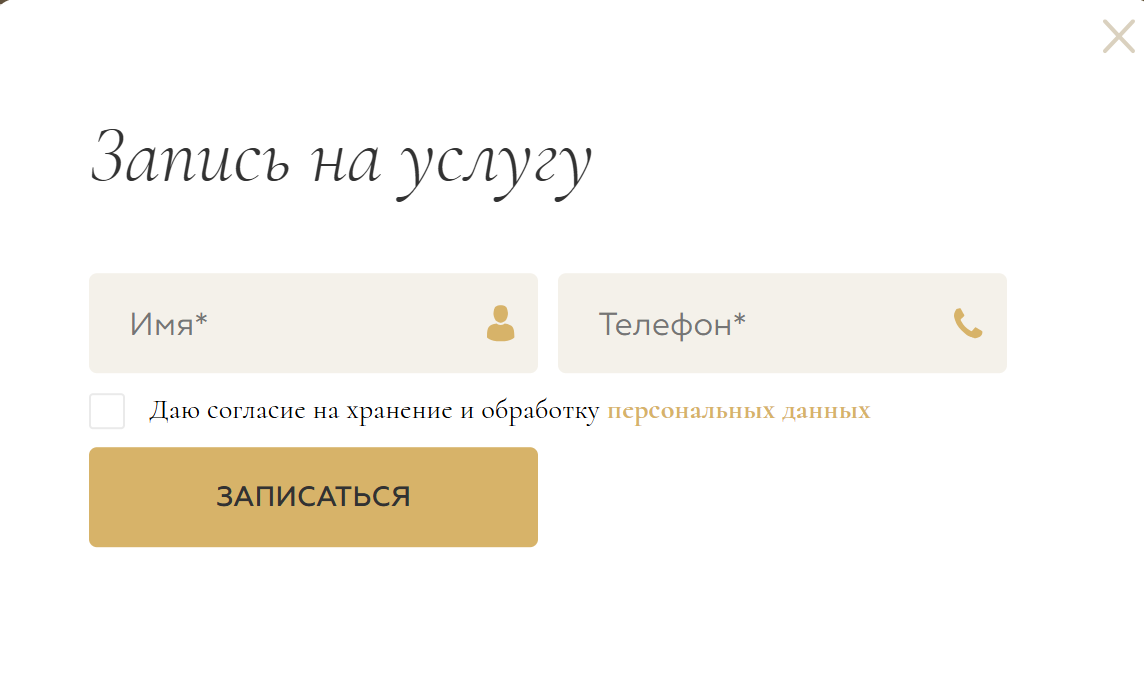 Запись на услугу
Имя* Телефон*
Даю согласие на хранение и обработку персональных данных
ЗАПИСАТЬСЯ